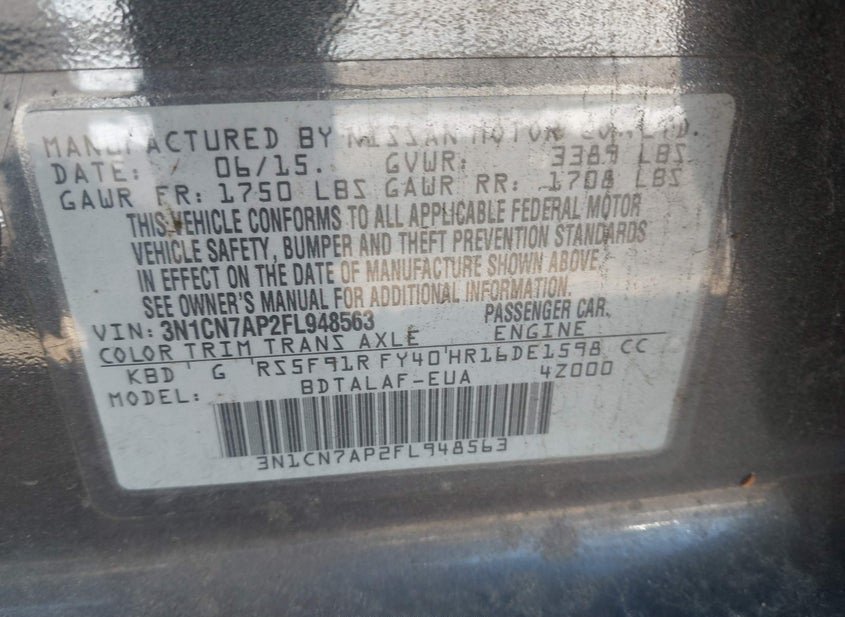 MANUFACTURED BY NISSAN MOTOR CO., LTD.
DATE: 06/15. GVWR: 3389 LBS
GAWR FR: 1750 LBS GAWR RR: 1708 LBS
THIS VEHICLE CONFORMS TO ALL APPLICABLE FEDERAL MOTOR
VEHICLE SAFETY, BUMPER AND THEFT PREVENTION STANDARDS
IN EFFECT ON THE DATE OF MANUFACTURE SHOWN ABOVE.
SEE OWNER'S MANUAL FOR ADDITIONAL INFORMATION.
VIN: 3N1CN7AP2FL948563 PASSENGER CAR.
COLOR TRIM TRANS AXLE ENGINE
KBD G RS5F91R FY40 HR16DE1598 CC
MODEL: BDTALAF-EUA 4Z000
3N1CN7AP2FL948563